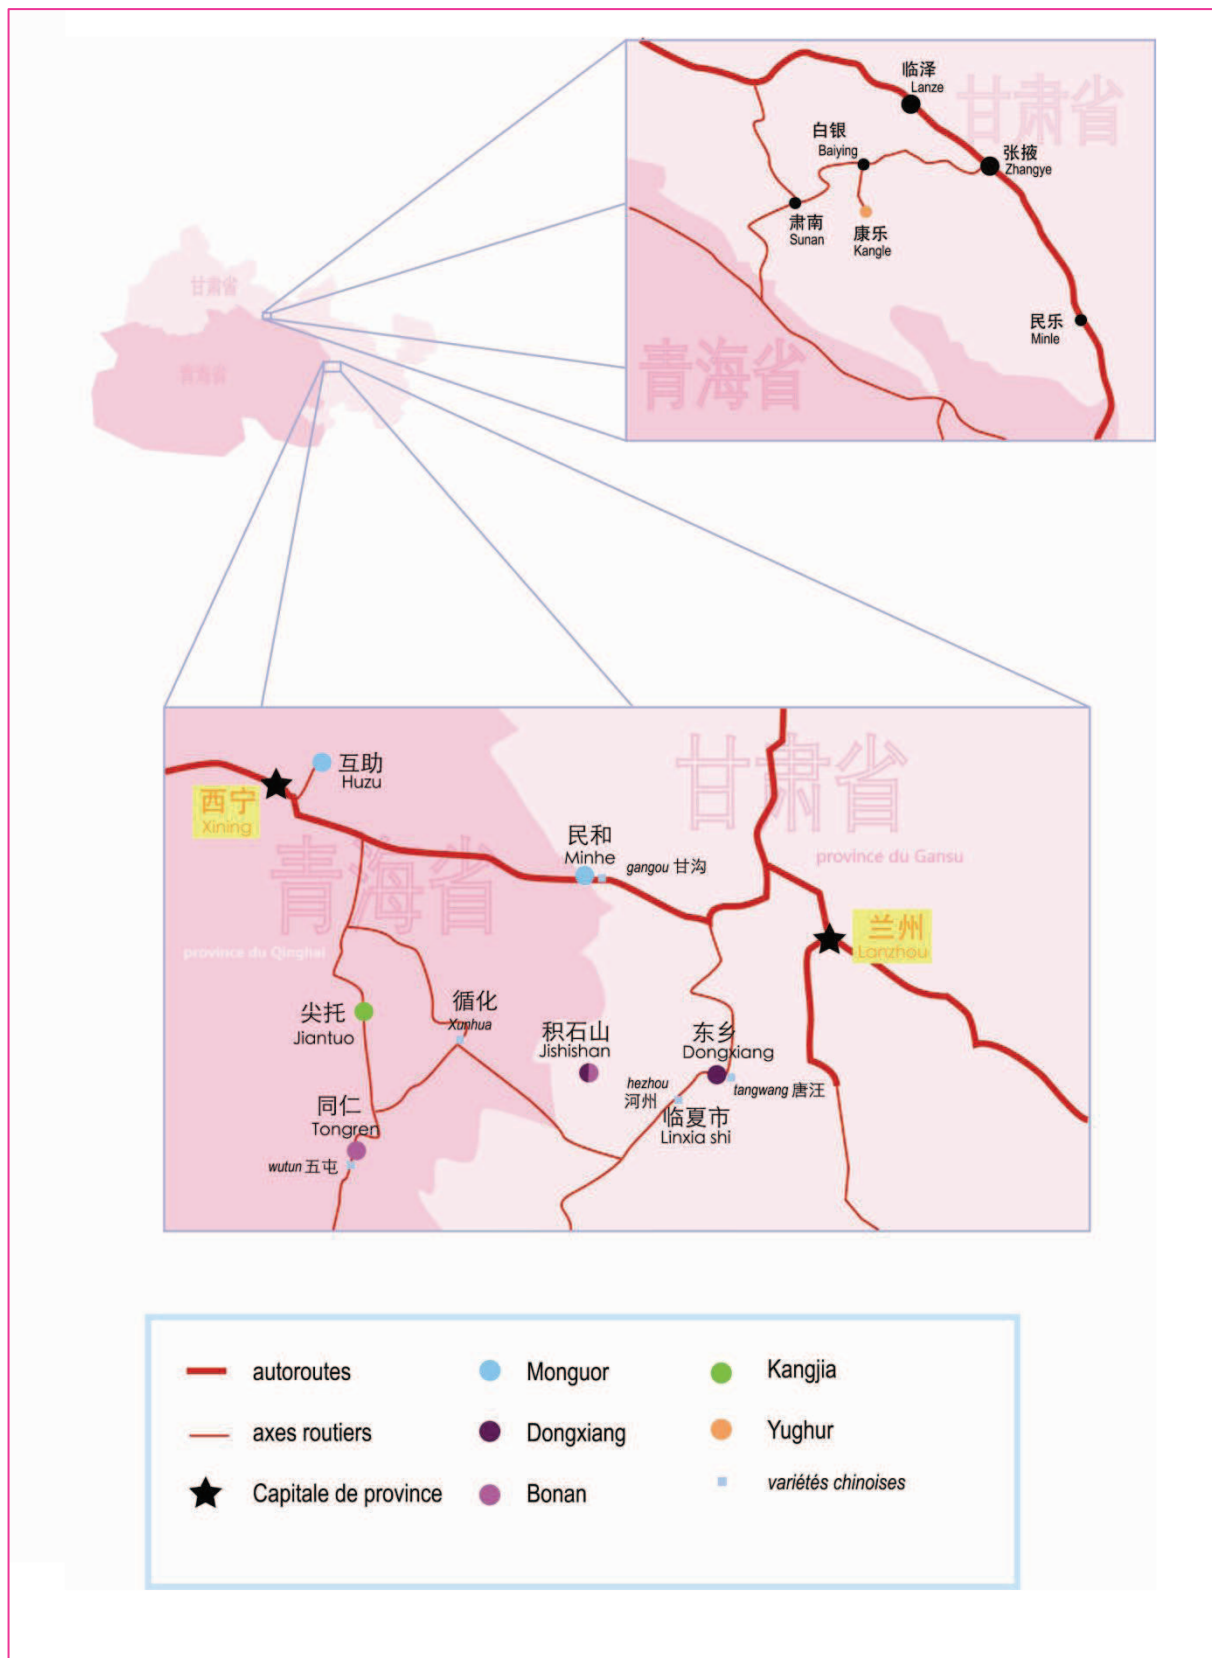 临泽
Lanze
甘肃省
白银
Baiying
张掖
Zhangye
肃南
Sunan
康乐
Kangle
民乐
Minle
青海省
甘肃省
青海省
互助
Huzu
西宁
Xining
甘肃省
province du Gansu
民和
Minhe
gangou 甘沟
青海省
province du Qinghai
兰州
Lanzhou
循化
Xunhua
尖托
Jiantuo
积石山
Jishishan
东乡
Dongxiang
hezhou
河州
tangwang 唐汪
临夏市
Linxia shi
同仁
Tongren
wutun 五屯
autoroutes
Monguor
Kangjia
axes routiers
Dongxiang
Yughur
Capitale de province
Bonan
variétés chinoises